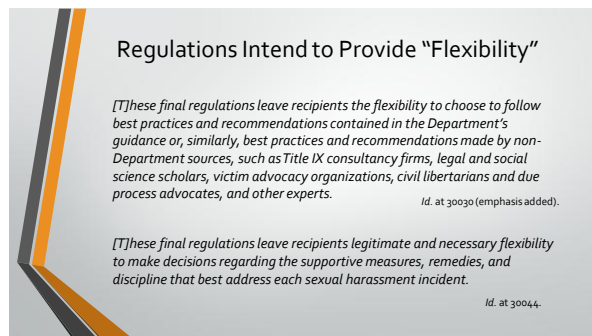 Regulations Intend to Provide “Flexibility”
[T]hese final regulations leave recipients the flexibility to choose to follow
best practices and recommendations contained in the Department’s
guidance or, similarly, best practices and recommendations made by non-
Department sources, such as Title IX consultancy firms, legal and social
science scholars, victim advocacy organizations, civil libertarians and due
process advocates, and other experts.
Id. at 30030 (emphasis added).
[T]hese final regulations leave recipients legitimate and necessary flexibility
to make decisions regarding the supportive measures, remedies, and
discipline that best address each sexual harassment incident.
Id. at 30044.